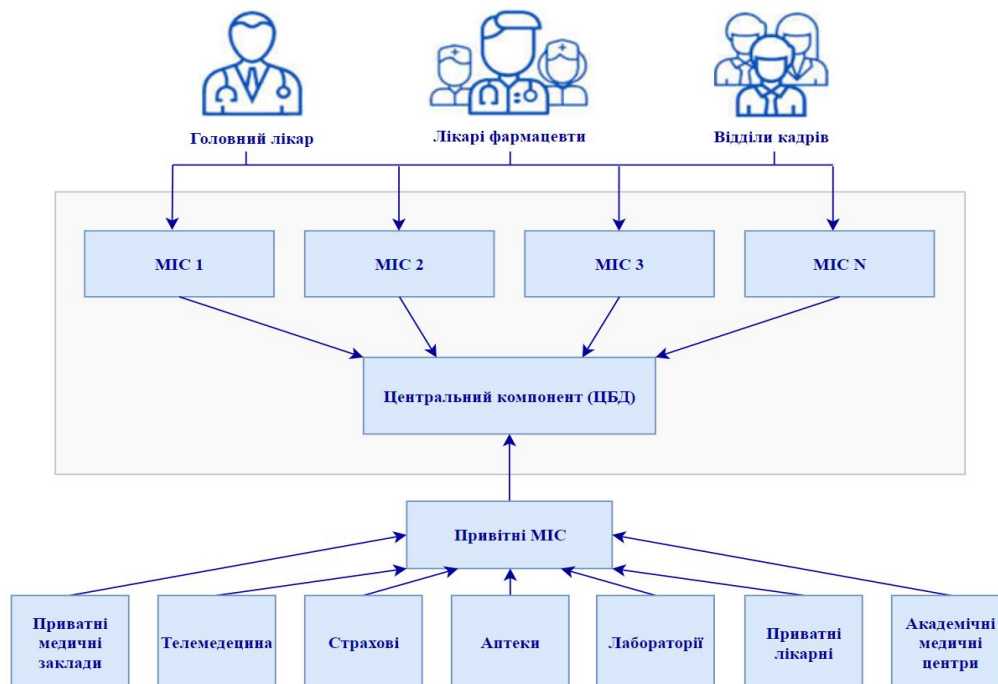 Головний лікар
Лікарі фармацевти
Відділи кадрів
МІС 1
МІС 2
МІС 3
МІС N
Центральний компонент (ЦБД)
Привітні МІС
Приватні
медичні
заклади
Телемедецина
Страхові
Аптеки
Лабораторії
Приватні
лікарні
Академічні
медичні
центри